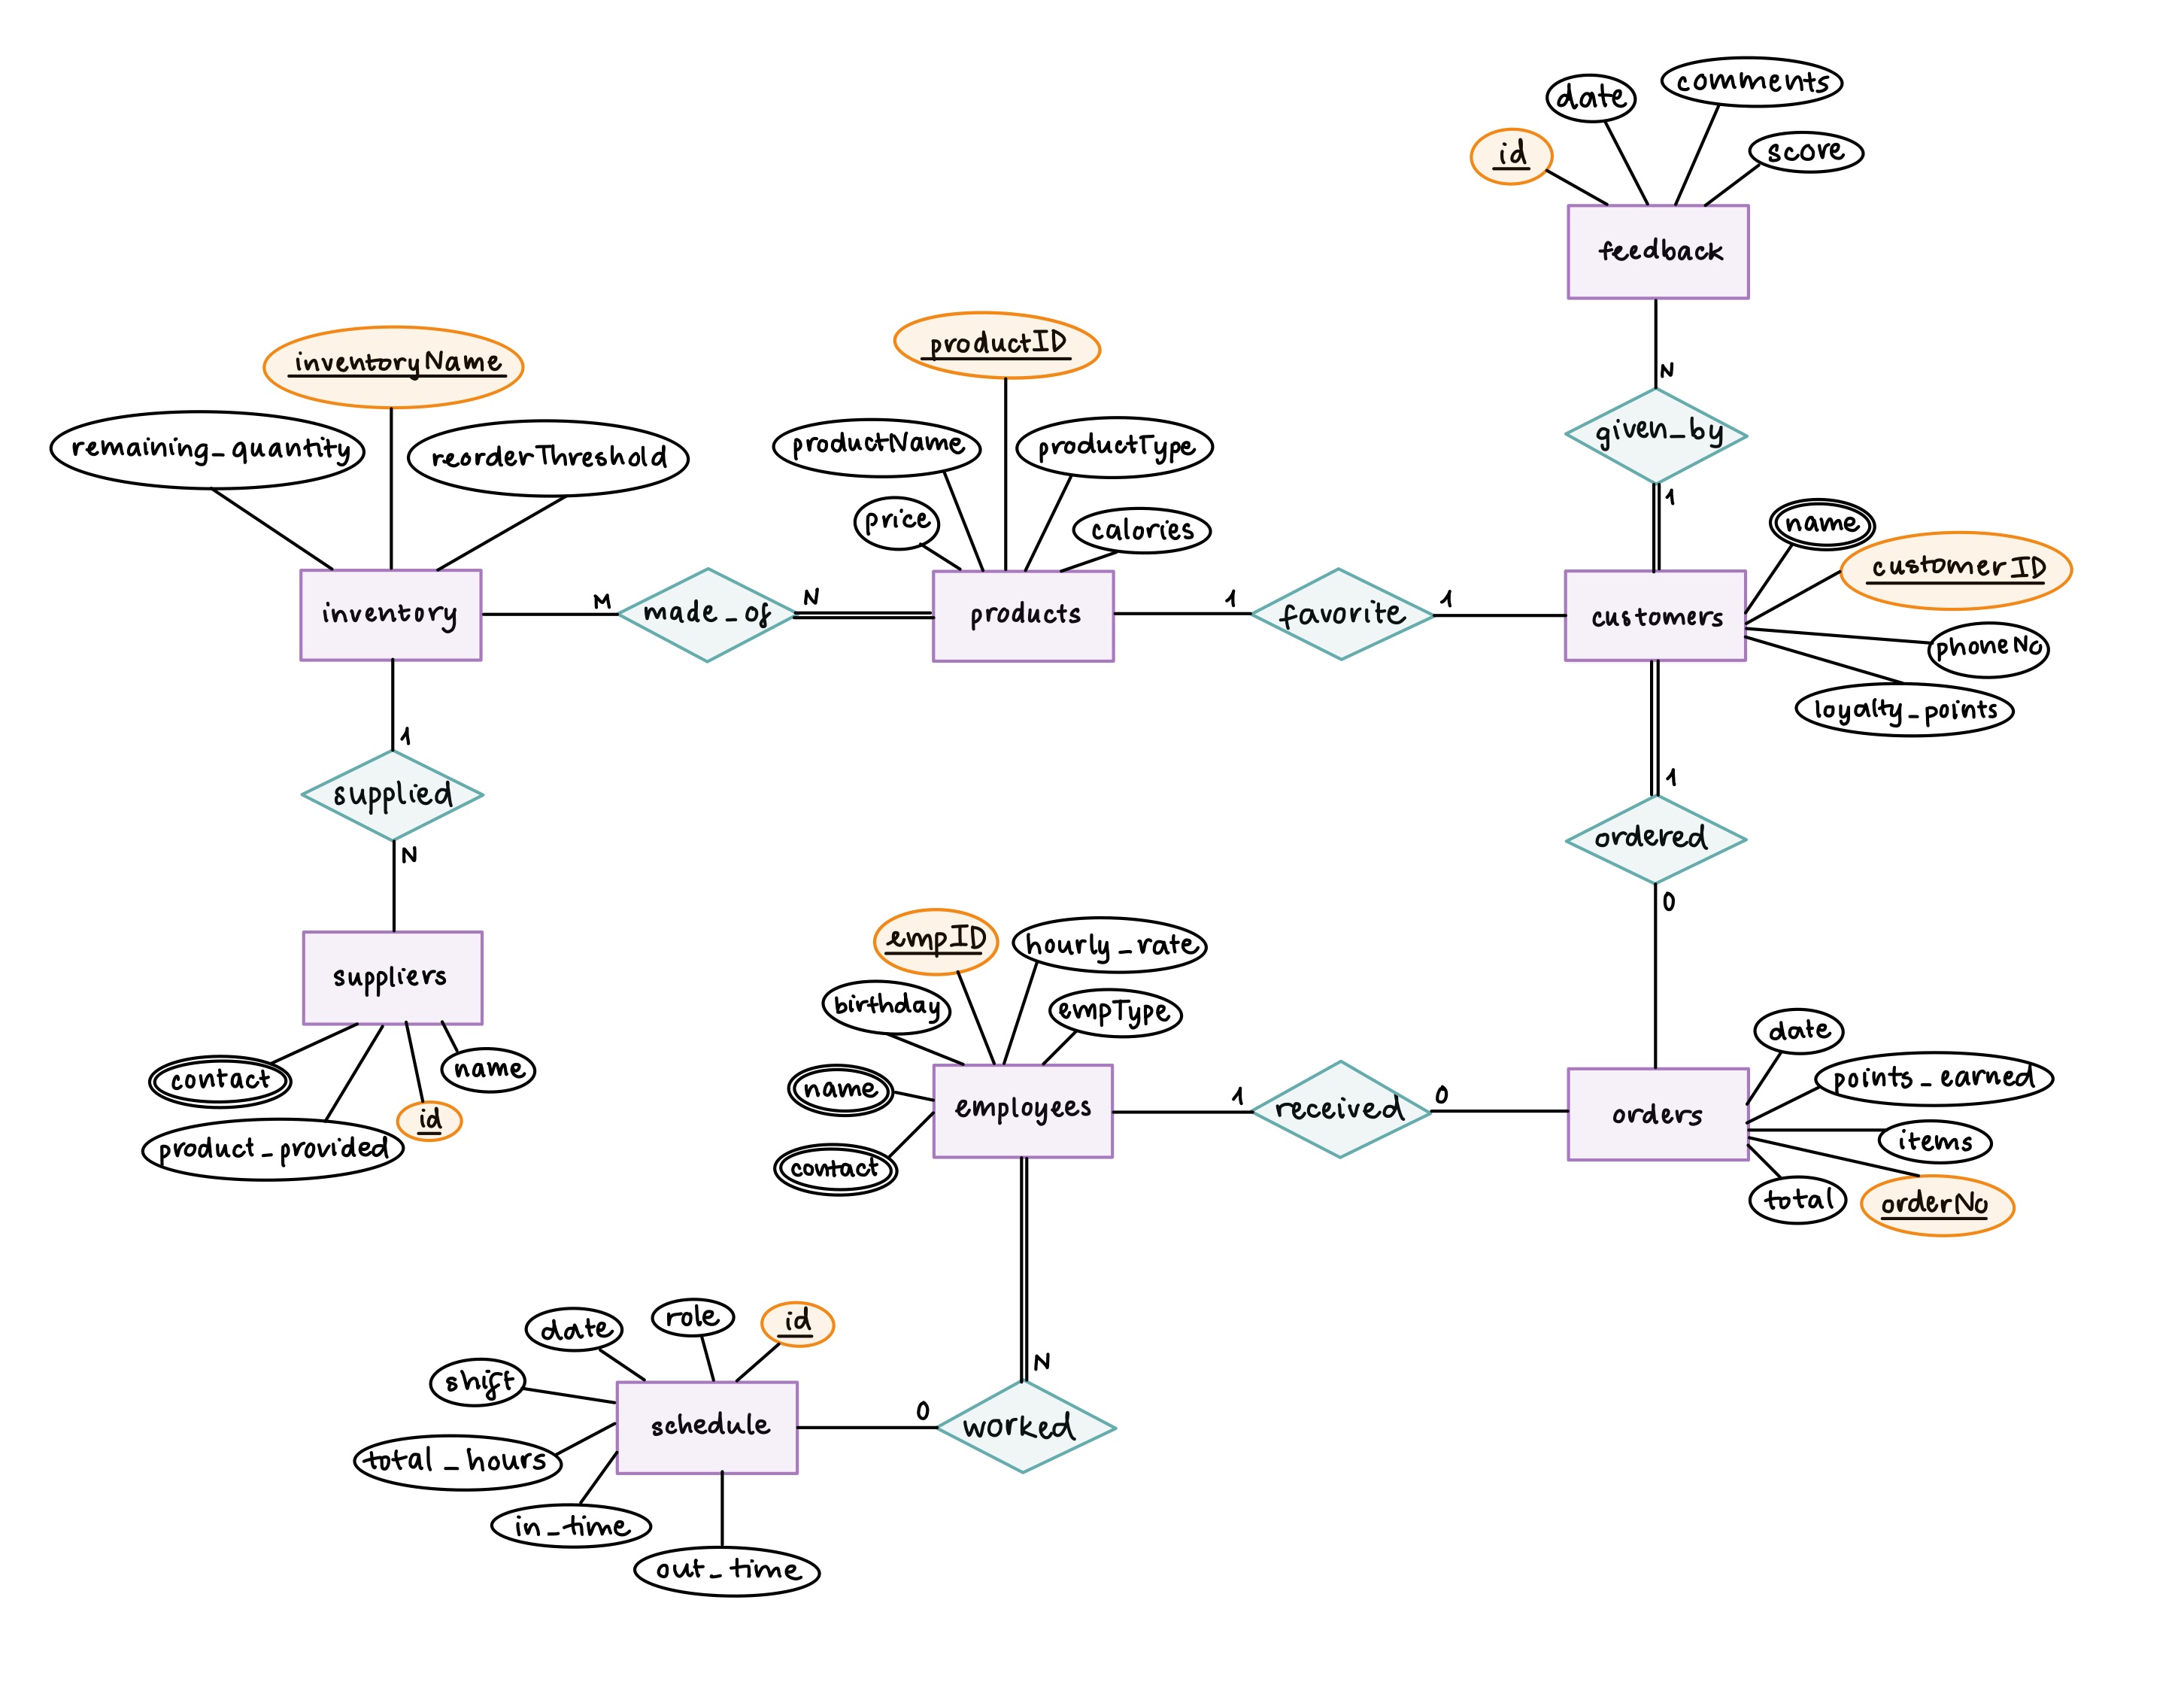 comments
date
score
id
feedback
N
given_by
1
inventoryName
productID
remaining_quantity
reorderThreshold
productName
productType
price
calories
name
customerID
phoneNo
loyalty_points
inventory
M
made_of
N
products
1
favorite
1
customers
1
supplied
N
1
ordered
0
suppliers
contact
name
id
product_provided
empID
hourly_rate
birthday
empType
name
contact
employees
1
received
0
orders
date
points_earned
items
total
orderNo
N
date
role
id
shift
schedule
0
worked
total_hours
in_time
out_time